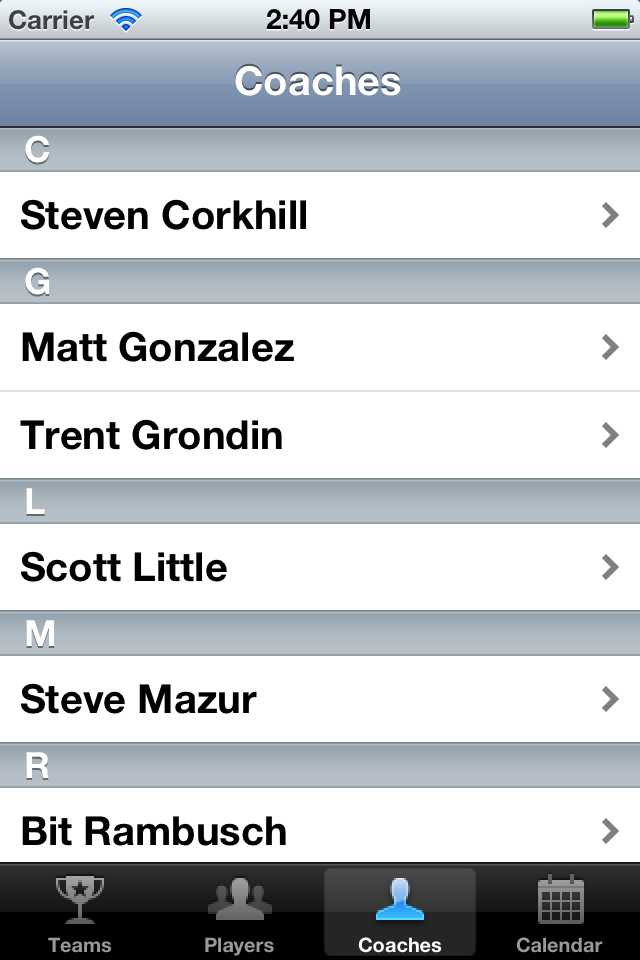 Carrier 2:40 PM
Coaches
C
Steven Corkhill
G
Matt Gonzalez
Trent Grondin
L
Scott Little
M
Steve Mazur
R
Bit Rambusch
Teams Players Coaches Calendar